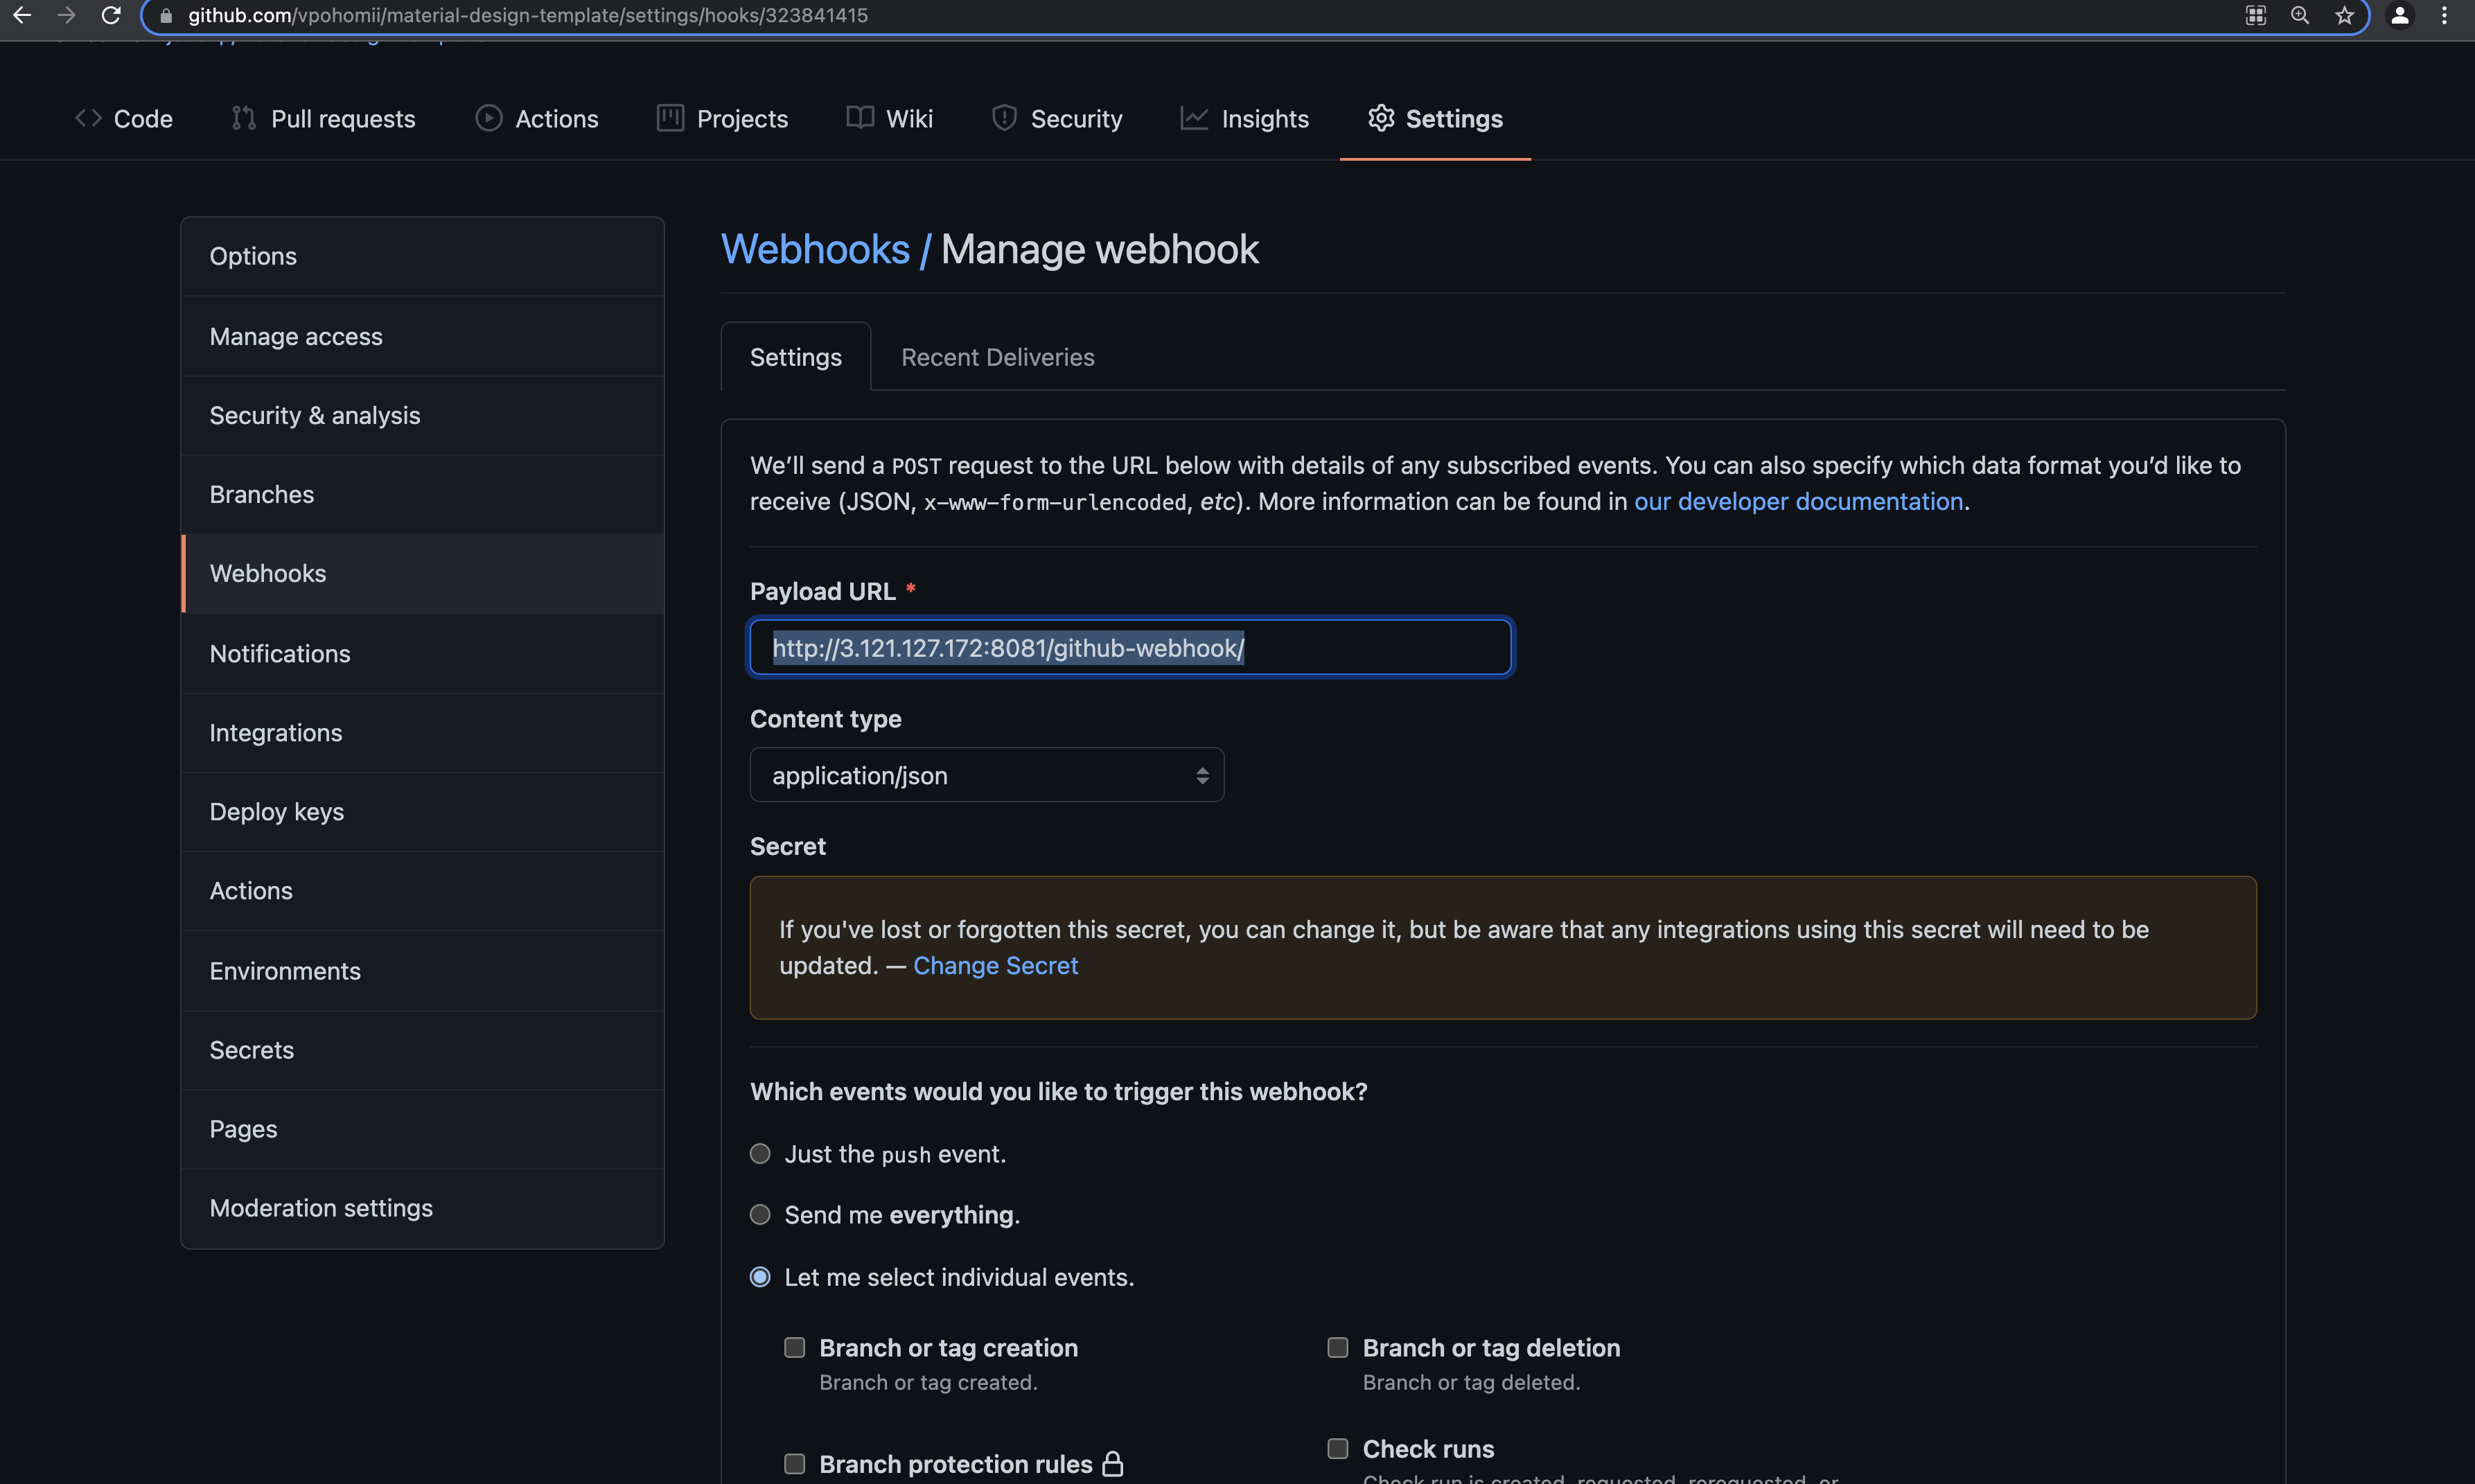 github.com/vpohomii/material-design-template/settings/hooks/323841415
Code Pull requests Actions Projects Wiki Security Insights Settings
Options
Manage access
Security & analysis
Branches
Webhooks
Notifications
Integrations
Deploy keys
Actions
Environments
Secrets
Pages
Moderation settings
Webhooks / Manage webhook
Settings Recent Deliveries
We’ll send a POST request to the URL below with details of any subscribed events. You can also specify which data format you’d like to
receive (JSON, x-www-form-urlencoded, etc). More information can be found in our developer documentation.
Payload URL *
http://3.121.127.172:8081/github-webhook/
Content type
application/json
Secret
If you've lost or forgotten this secret, you can change it, but be aware that any integrations using this secret will need to be
updated. — Change Secret
Which events would you like to trigger this webhook?
Just the push event.
Send me everything.
Let me select individual events.
Branch or tag creation
Branch or tag created.
Branch or tag deletion
Branch or tag deleted.
Branch protection rules
Check runs
Check run is created, requested, rerequested, or